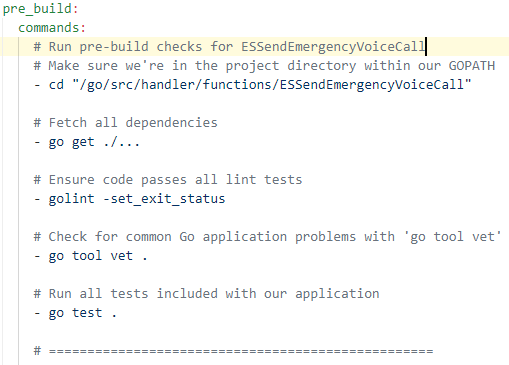 pre_build:
commands:
# Run pre-build checks for ESSendEmergencyVoiceCall
# Make sure we're in the project directory within our GOPATH
- cd "/go/src/handler/functions/ESSendEmergencyVoiceCall"
# Fetch all dependencies
- go get ./...
# Ensure code passes all lint tests
- golint -set_exit_status
# Check for common Go application problems with 'go tool vet'
- go tool vet .
# Run all tests included with our application
- go test .
# ==================================================